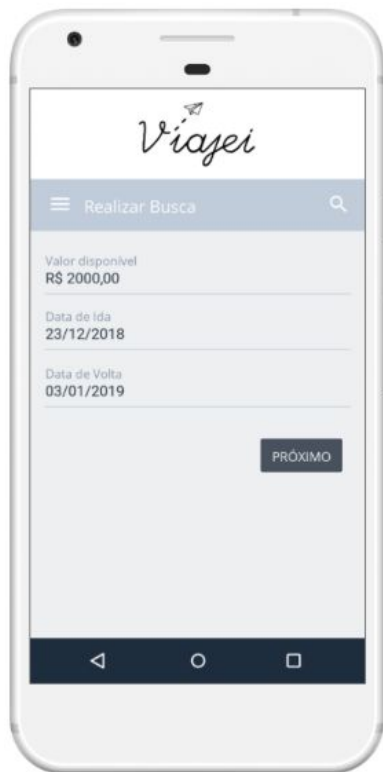 Viajei
Realizar Busca
Valor disponível
R$ 2000,00
Data de Ida
23/12/2018
Data de Volta
03/01/2019
PRÓXIMO